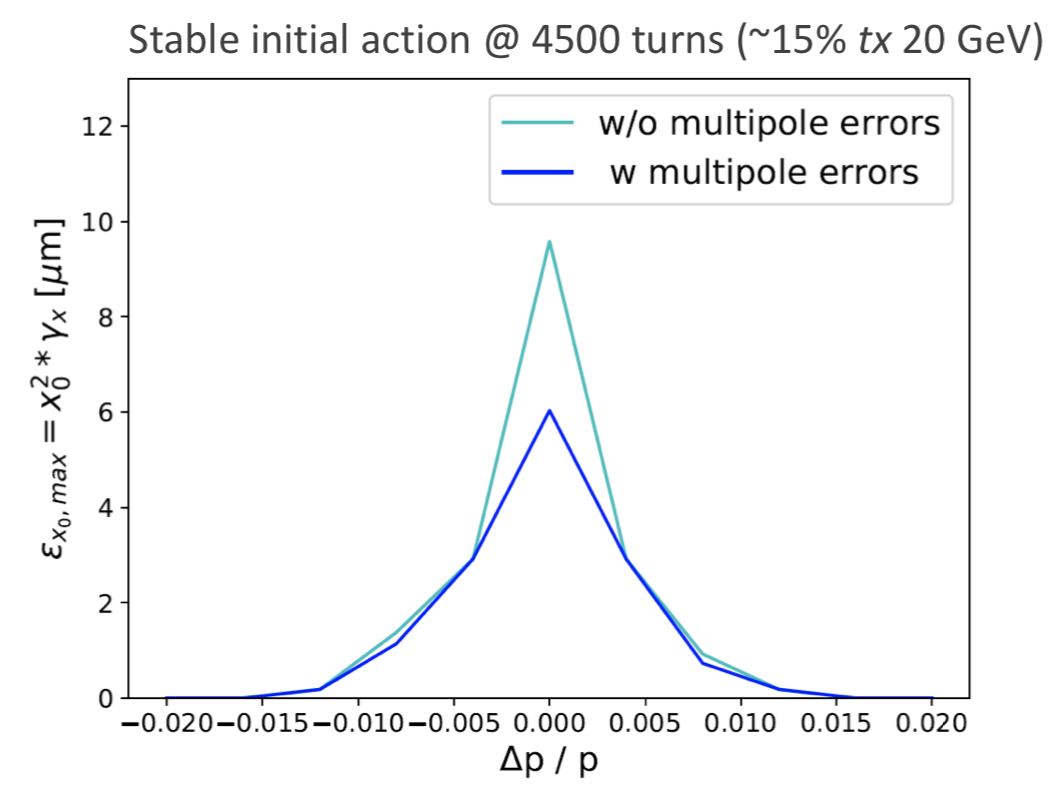 Stable initial action @ 4500 turns (~15% tx 20 GeV)
w/o multipole errors
w multipole errors
12
10
8
6
4
2
0
εx₀, max = x₀² * γx [μm]
−0.020 −0.015 −0.010 −0.005 0.000 0.005 0.010 0.015 0.020
Δp / p